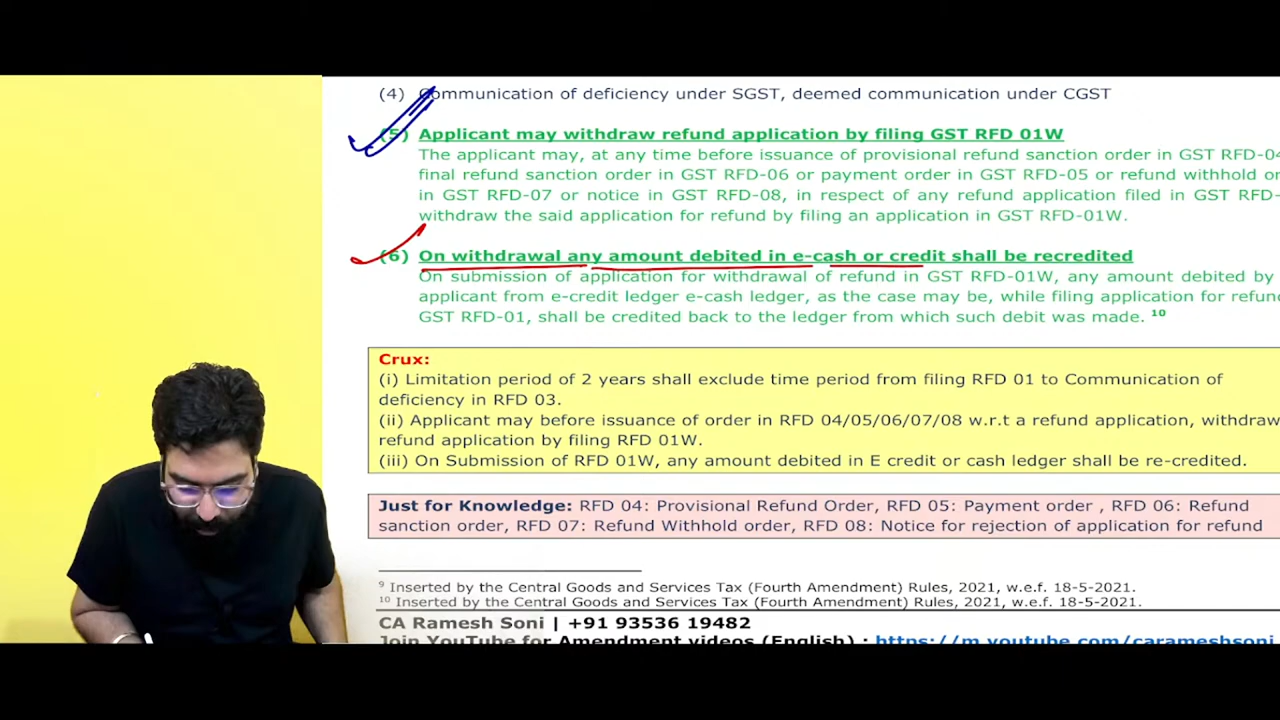 (4) Communication of deficiency under SGST, deemed communication under CGST
(5) Applicant may withdraw refund application by filing GST RFD 01W
The applicant may, at any time before issuance of provisional refund sanction order in GST RFD-04
final refund sanction order in GST RFD-06 or payment order in GST RFD-05 or refund withhold or
in GST RFD-07 or notice in GST RFD-08, in respect of any refund application filed in GST RFD-
withdraw the said application for refund by filing an application in GST RFD-01W.
(6) On withdrawal any amount debited in e-cash or credit shall be recredited
On submission of application for withdrawal of refund in GST RFD-01W, any amount debited by
applicant from e-credit ledger e-cash ledger, as the case may be, while filing application for refund
GST RFD-01, shall be credited back to the ledger from which such debit was made. 10
Crux:
(i) Limitation period of 2 years shall exclude time period from filing RFD 01 to Communication of
deficiency in RFD 03.
(ii) Applicant may before issuance of order in RFD 04/05/06/07/08 w.r.t a refund application, withdraw
refund application by filing RFD 01W.
(iii) On Submission of RFD 01W, any amount debited in E credit or cash ledger shall be re-credited.
Just for Knowledge: RFD 04: Provisional Refund Order, RFD 05: Payment order , RFD 06: Refund
sanction order, RFD 07: Refund Withhold order, RFD 08: Notice for rejection of application for refund
9 Inserted by the Central Goods and Services Tax (Fourth Amendment) Rules, 2021, w.e.f. 18-5-2021.
10 Inserted by the Central Goods and Services Tax (Fourth Amendment) Rules, 2021, w.e.f. 18-5-2021.
CA Ramesh Soni | +91 93536 19482
Join YouTube for Amendment videos (English) : https://m.youtube.com/carameshsoni